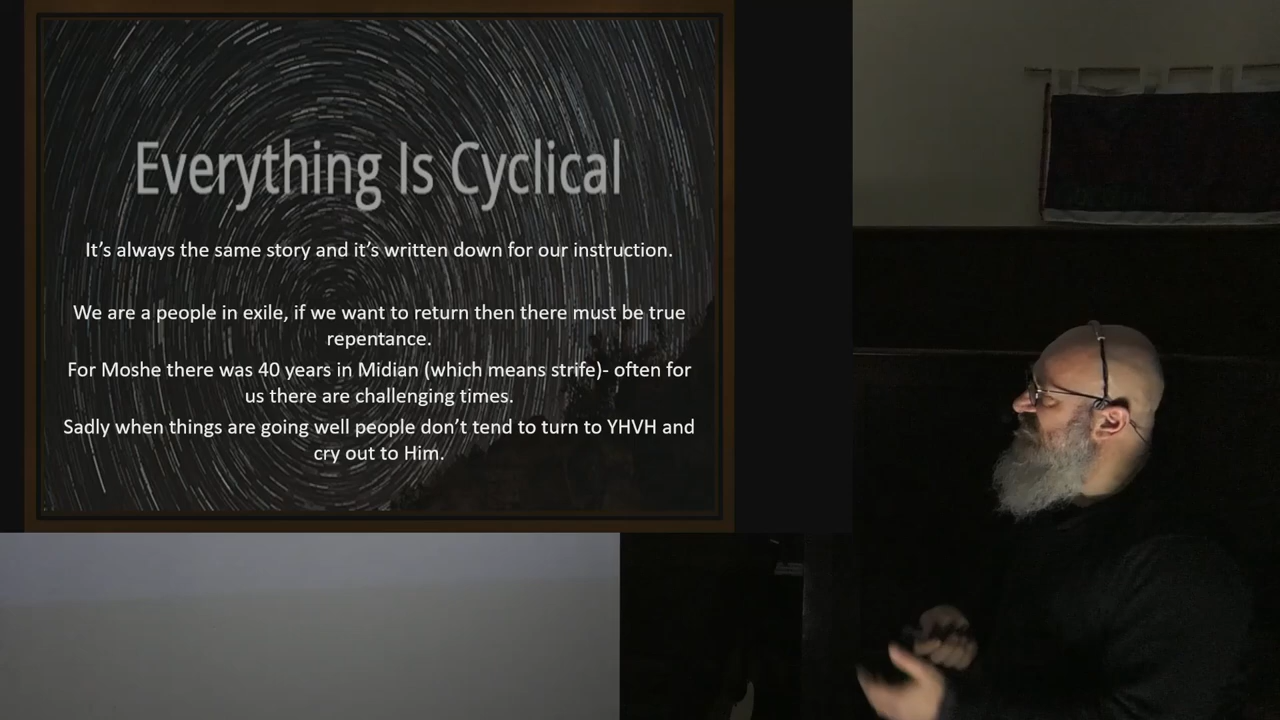 Everything Is Cyclical
It’s always the same story and it’s written down for our instruction.
We are a people in exile, if we want to return then there must be true
repentance.
For Moshe there was 40 years in Midian (which means strife)- often for
us there are challenging times.
Sadly when things are going well people don’t tend to turn to YHVH and
cry out to Him.